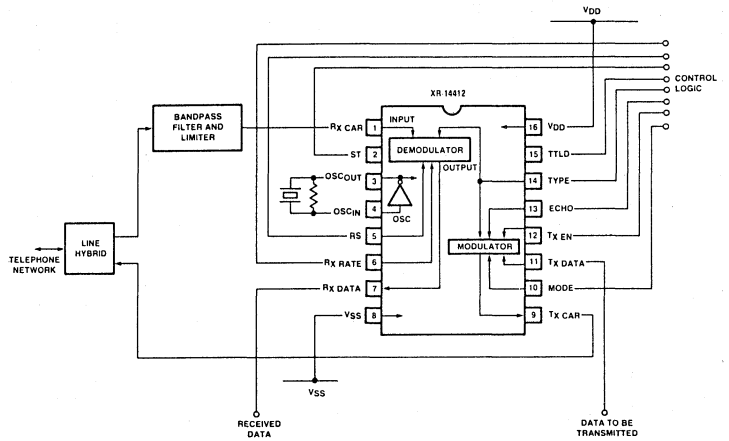 VDD
CONTROL
LOGIC
XR-14412
BANDPASS
FILTER AND
LIMITER
RX CAR 1 INPUT 16 VDD
DEMODULATOR
ST 2 15 TTLD
OUTPUT
OSCOUT 3 14 TYPE
OSCIN 4 OSC 13 ECHO
RS 5 12 TX EN
MODULATOR
RX RATE 6 11 TX DATA
RX DATA 7 10 MODE
VSS 8 9 TX CAR
LINE
HYBRID
TELEPHONE
NETWORK
VSS
RECEIVED
DATA
DATA TO BE
TRANSMITTED